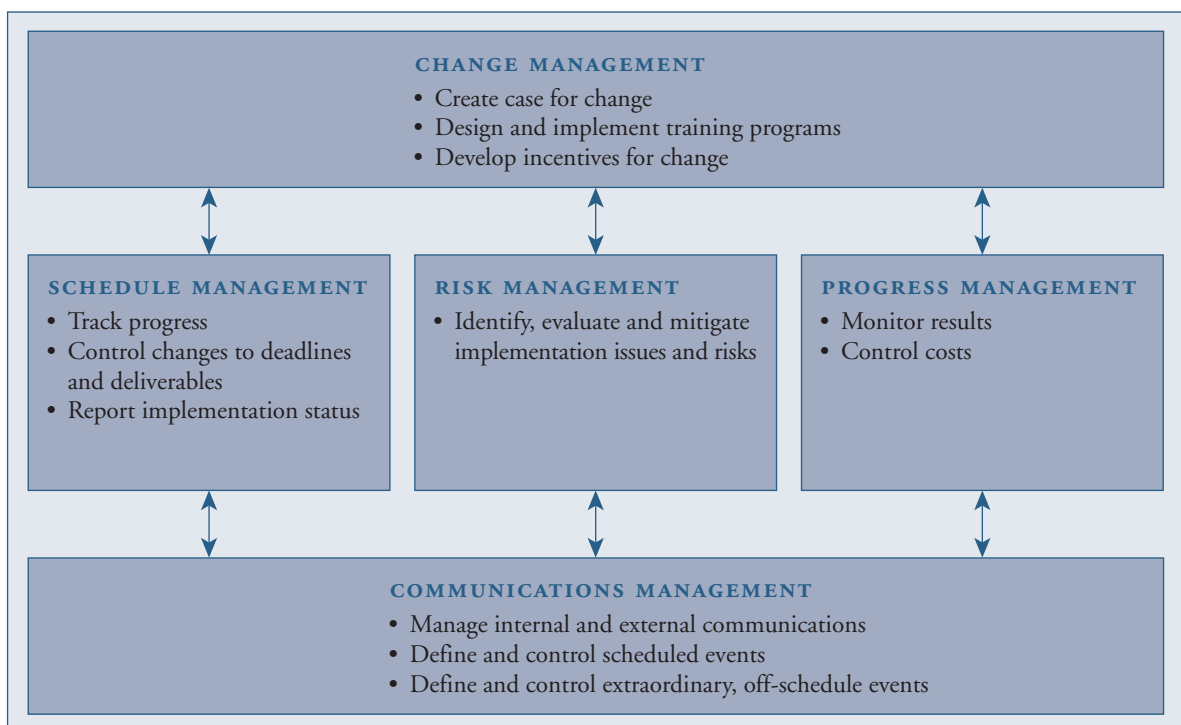 CHANGE MANAGEMENT
• Create case for change
• Design and implement training programs
• Develop incentives for change
SCHEDULE MANAGEMENT
• Track progress
• Control changes to deadlines
and deliverables
• Report implementation status
RISK MANAGEMENT
• Identify, evaluate and mitigate
implementation issues and risks
PROGRESS MANAGEMENT
• Monitor results
• Control costs
COMMUNICATIONS MANAGEMENT
• Manage internal and external communications
• Define and control scheduled events
• Define and control extraordinary, off-schedule events